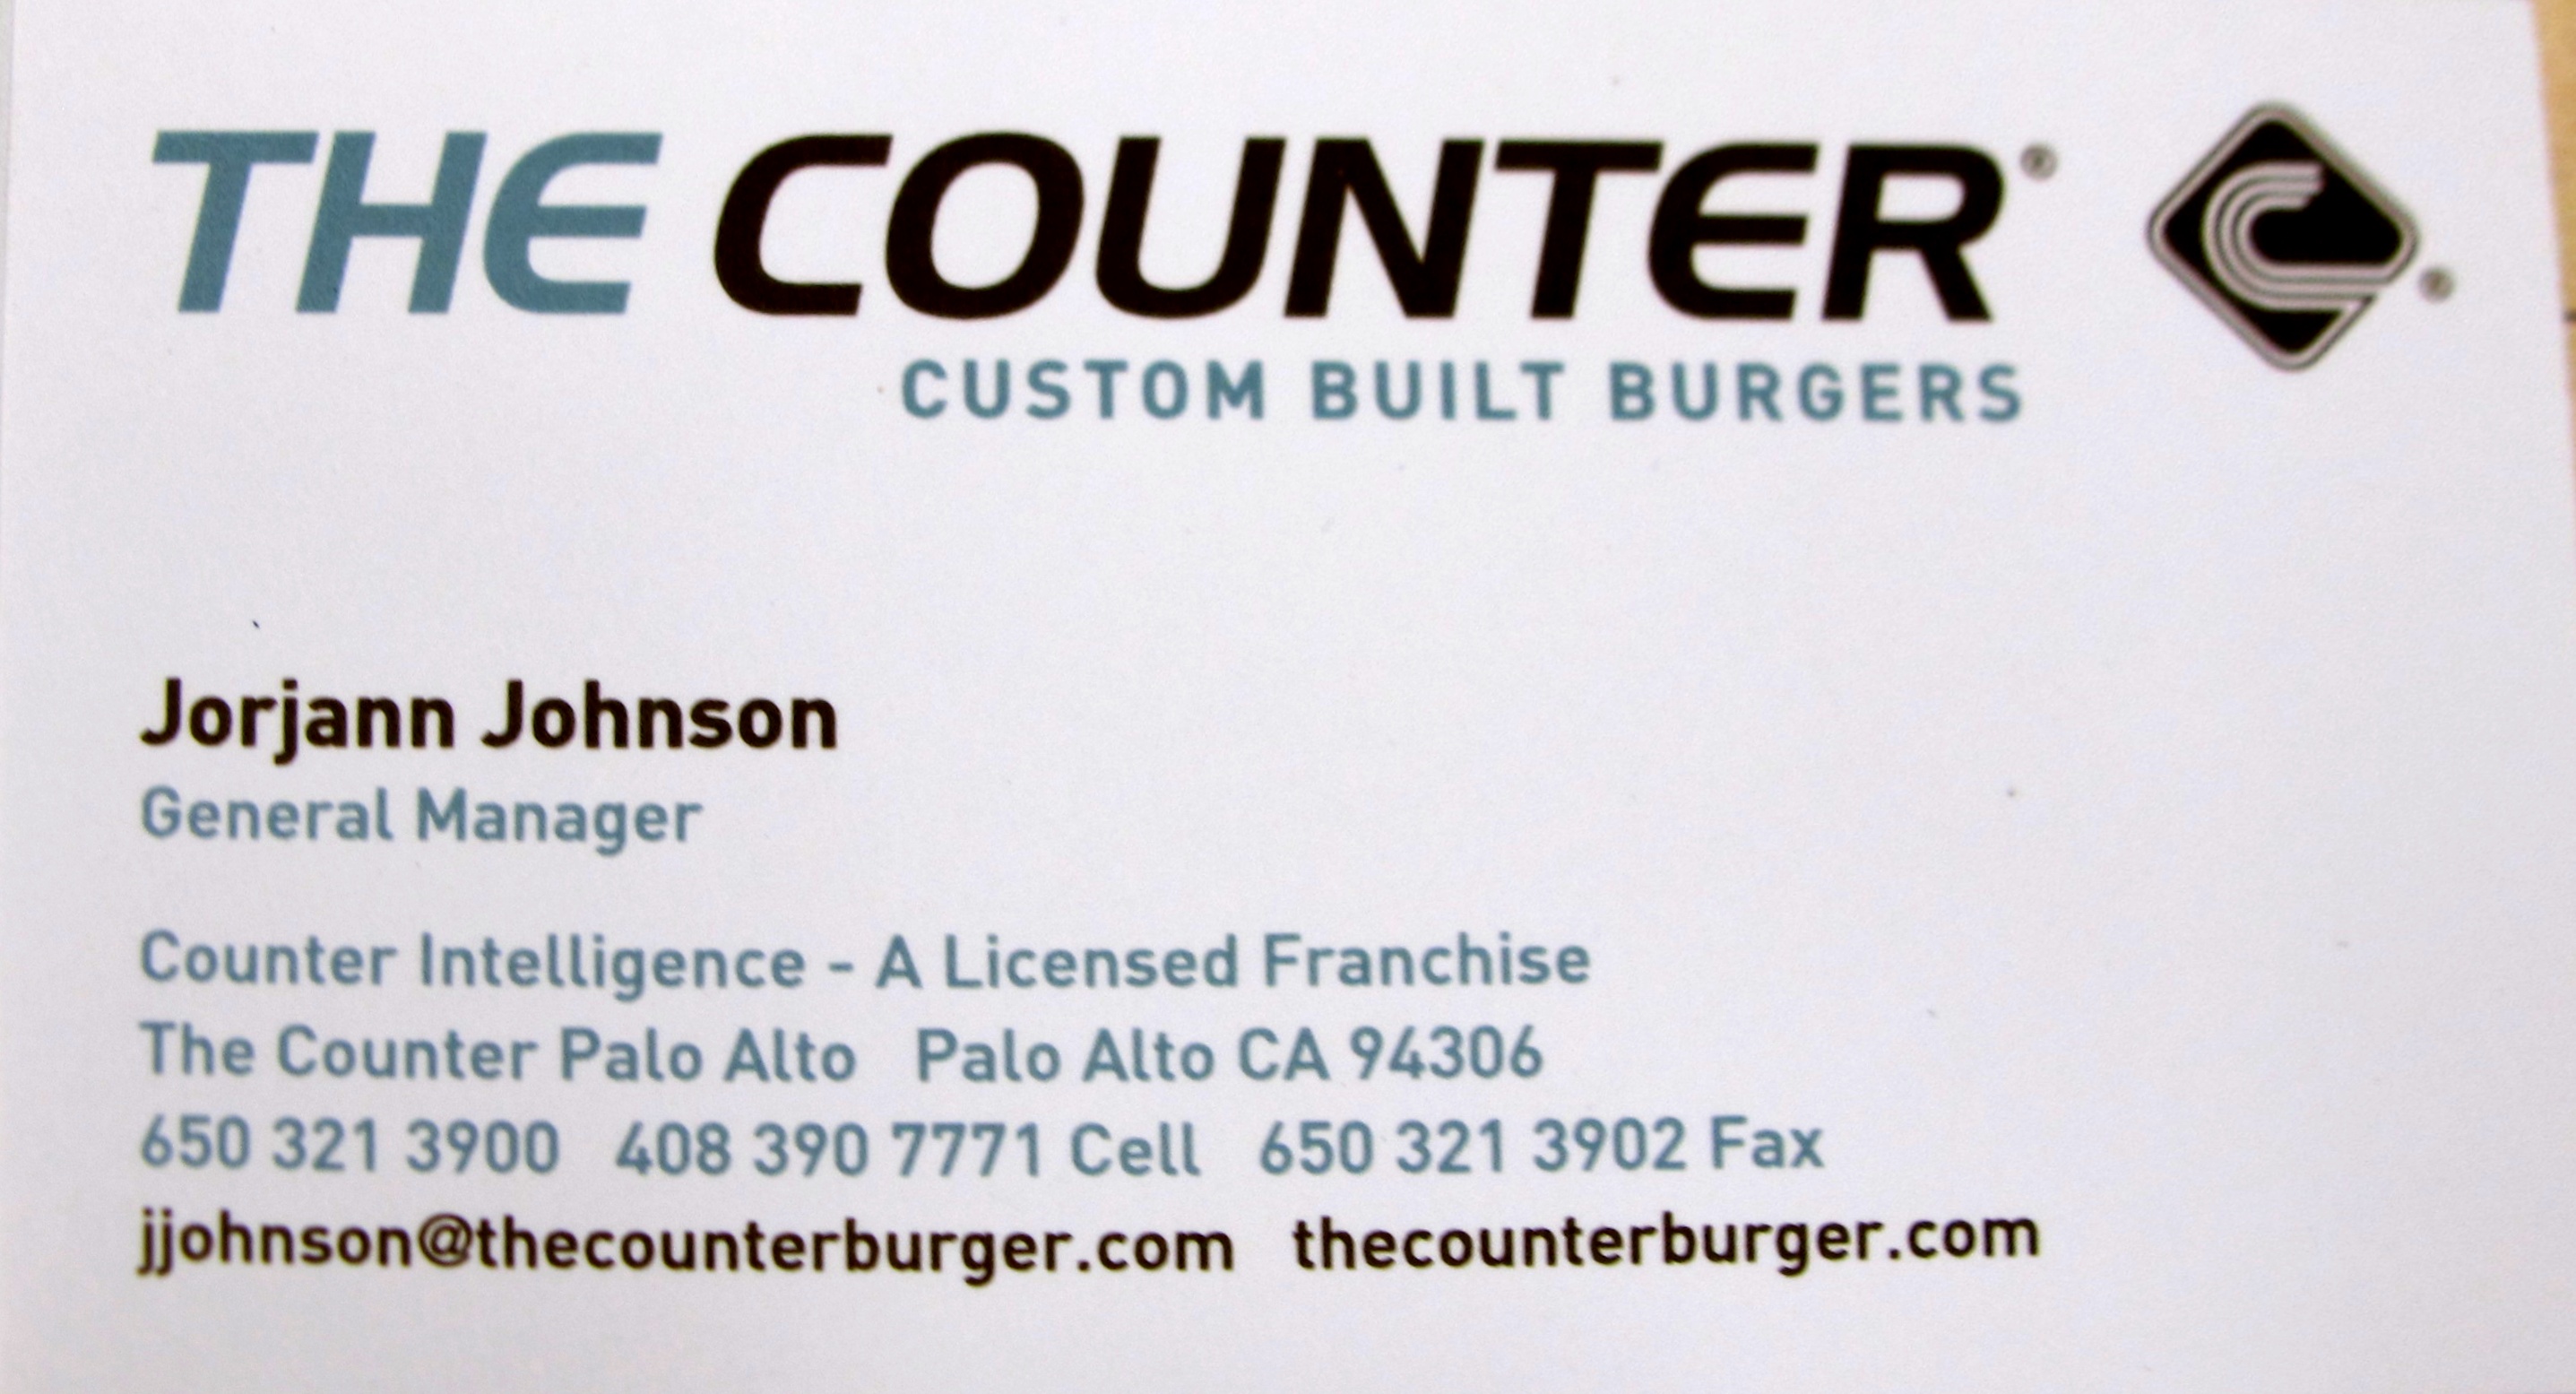 THE COUNTER®
CUSTOM BUILT BURGERS
Jorjann Johnson
General Manager
Counter Intelligence - A Licensed Franchise
The Counter Palo Alto   Palo Alto CA 94306
650 321 3900   408 390 7771 Cell   650 321 3902 Fax
jjohnson@thecounterburger.com   thecounterburger.com